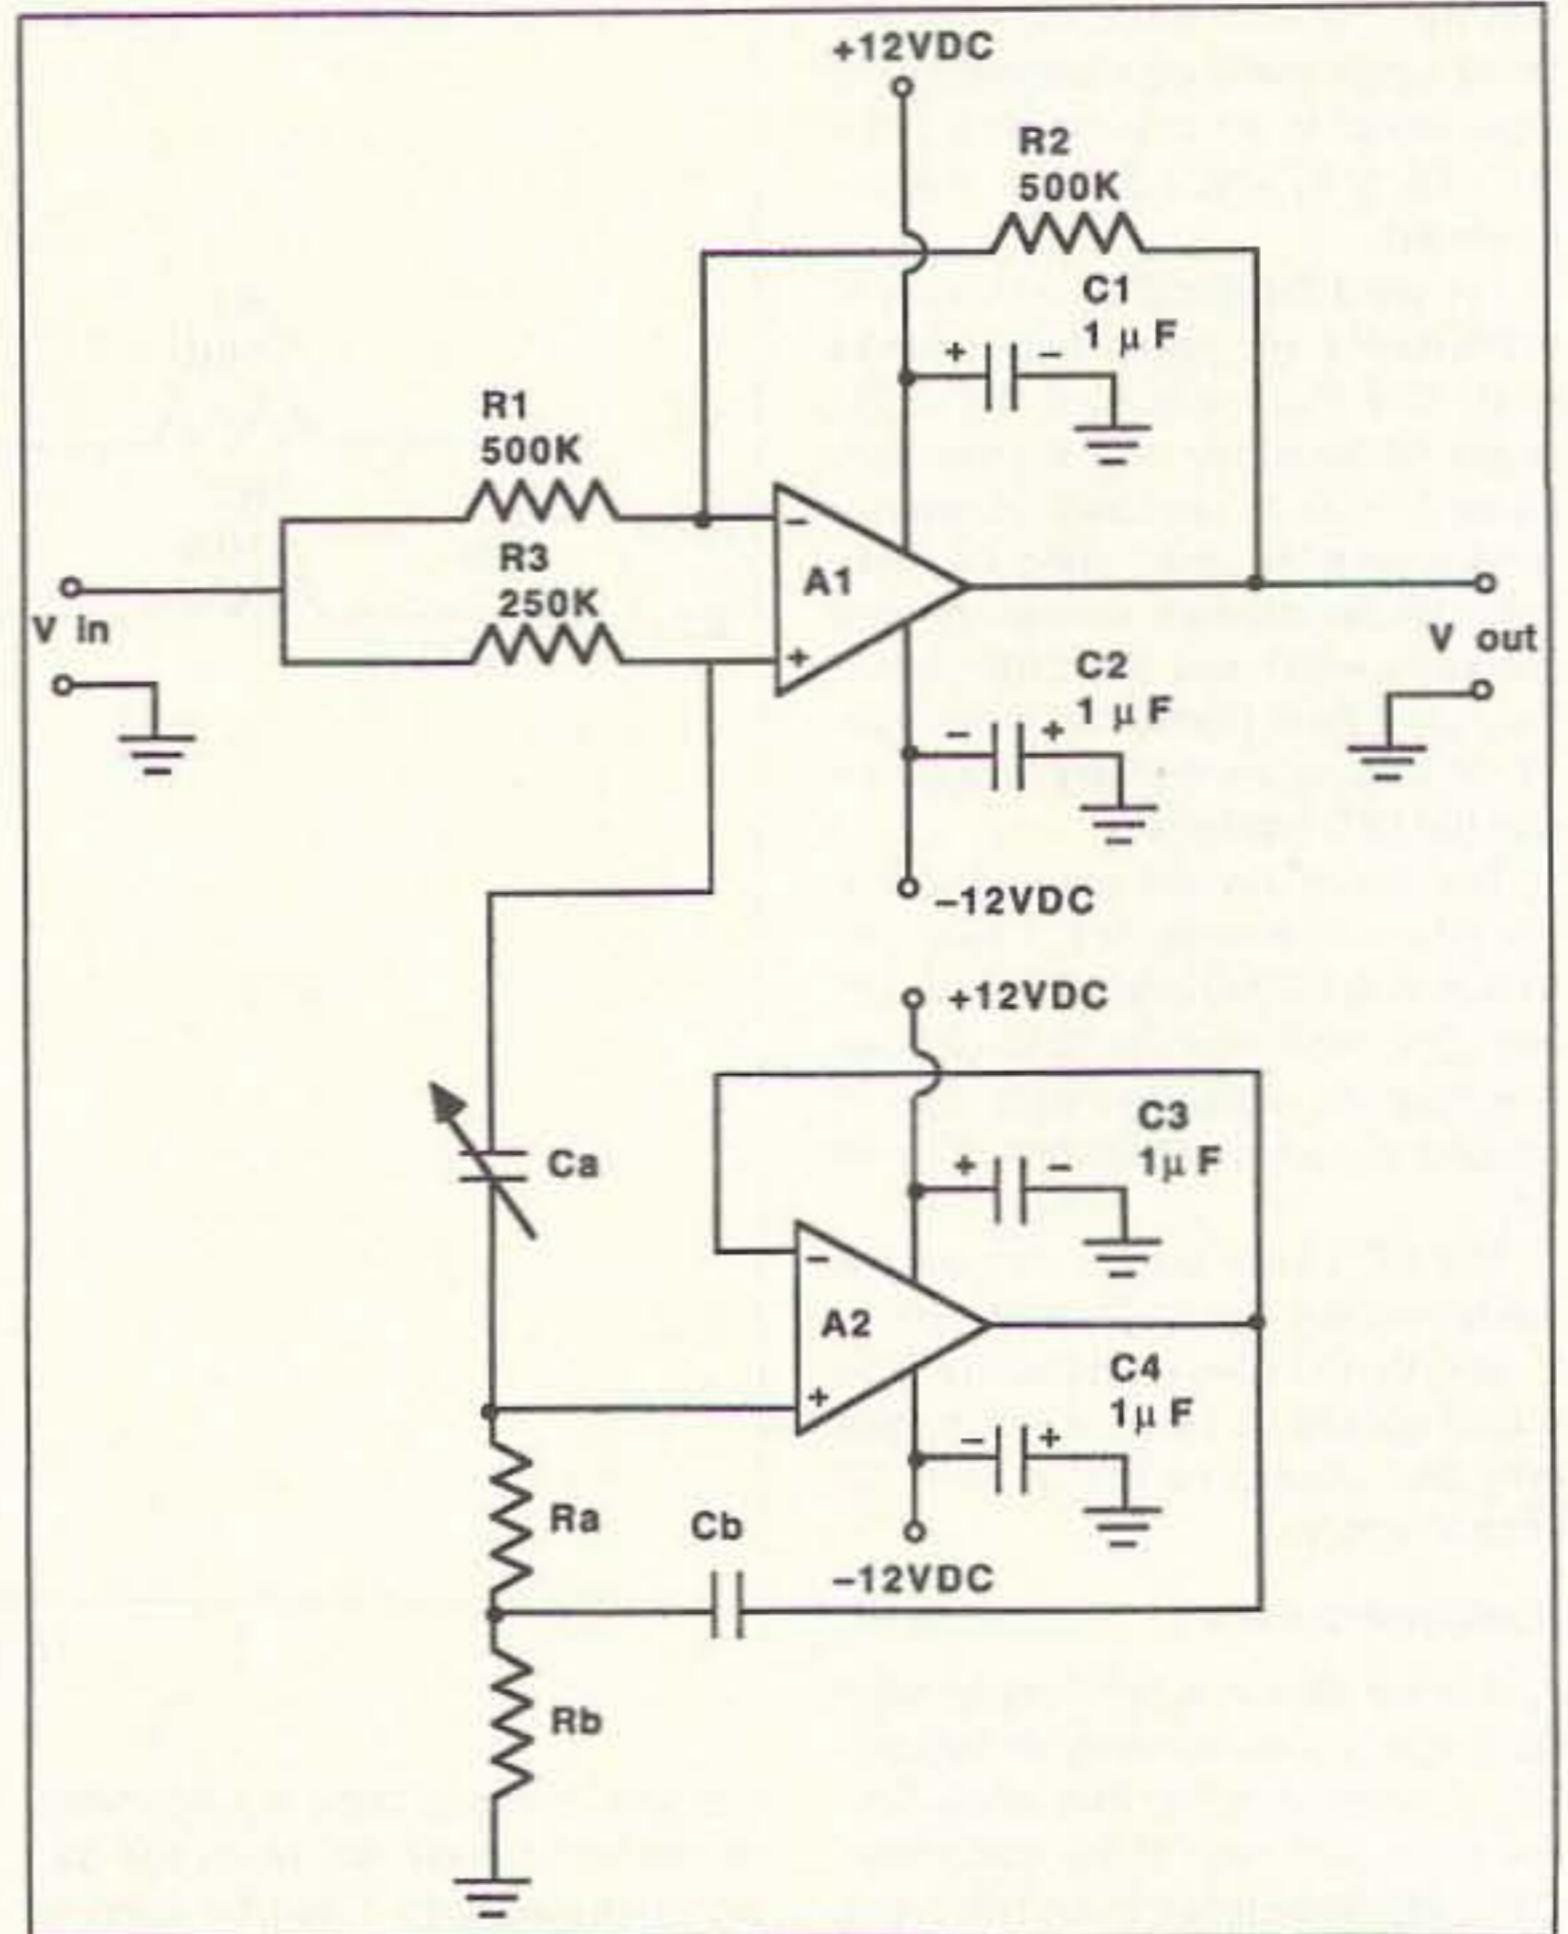 +12VDC
R2
500K
C1
1 μ F
+ −
R1
500K
R3
250K
−
A1
+
V in
V out
C2
1 μ F
− +
−12VDC
+12VDC
Ca
C3
1μ F
+ −
−
A2
+
C4
1μ F
− +
Ra
Cb
−12VDC
Rb